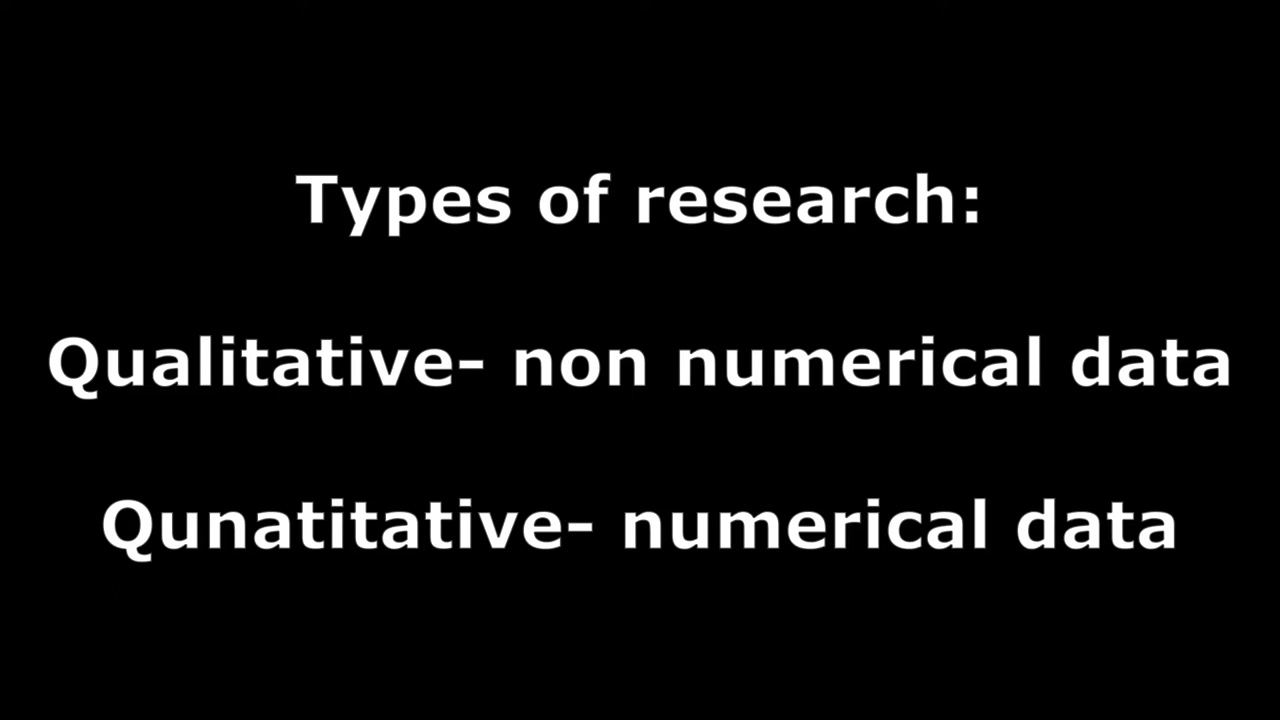 Types of research:
Qualitative- non numerical data
Qunatitative- numerical data